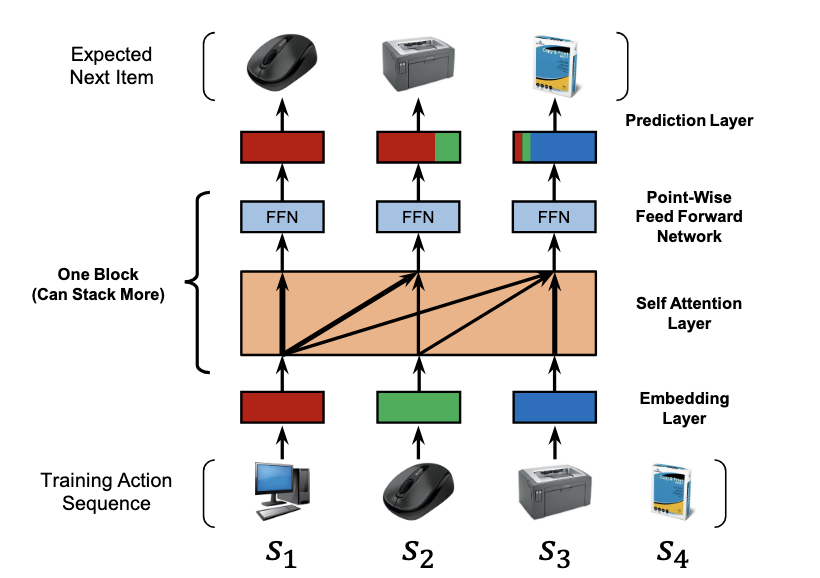 Expected
Next Item
Prediction Layer
FFN
FFN
FFN
Point-Wise
Feed Forward
Network
One Block
(Can Stack More)
Self Attention
Layer
Embedding
Layer
Training Action
Sequence
s1
s2
s3
s4